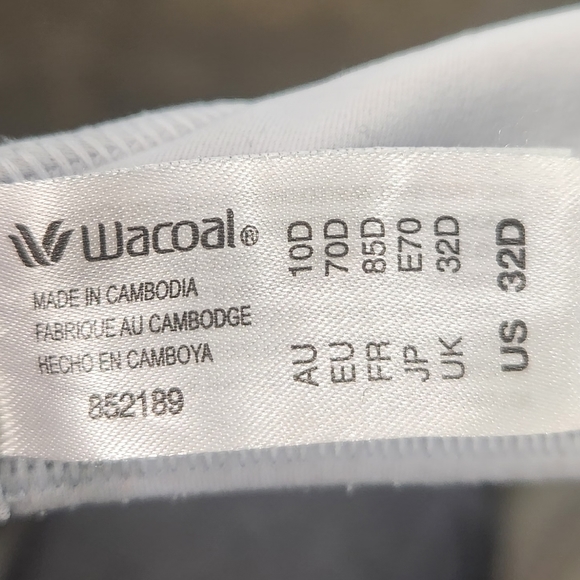 Wacoal®
MADE IN CAMBODIA
FABRIQUE AU CAMBODGE
HECHO EN CAMBOYA
852189
AU 10D
EU 70D
FR 85D
JP E70
UK 32D
US 32D